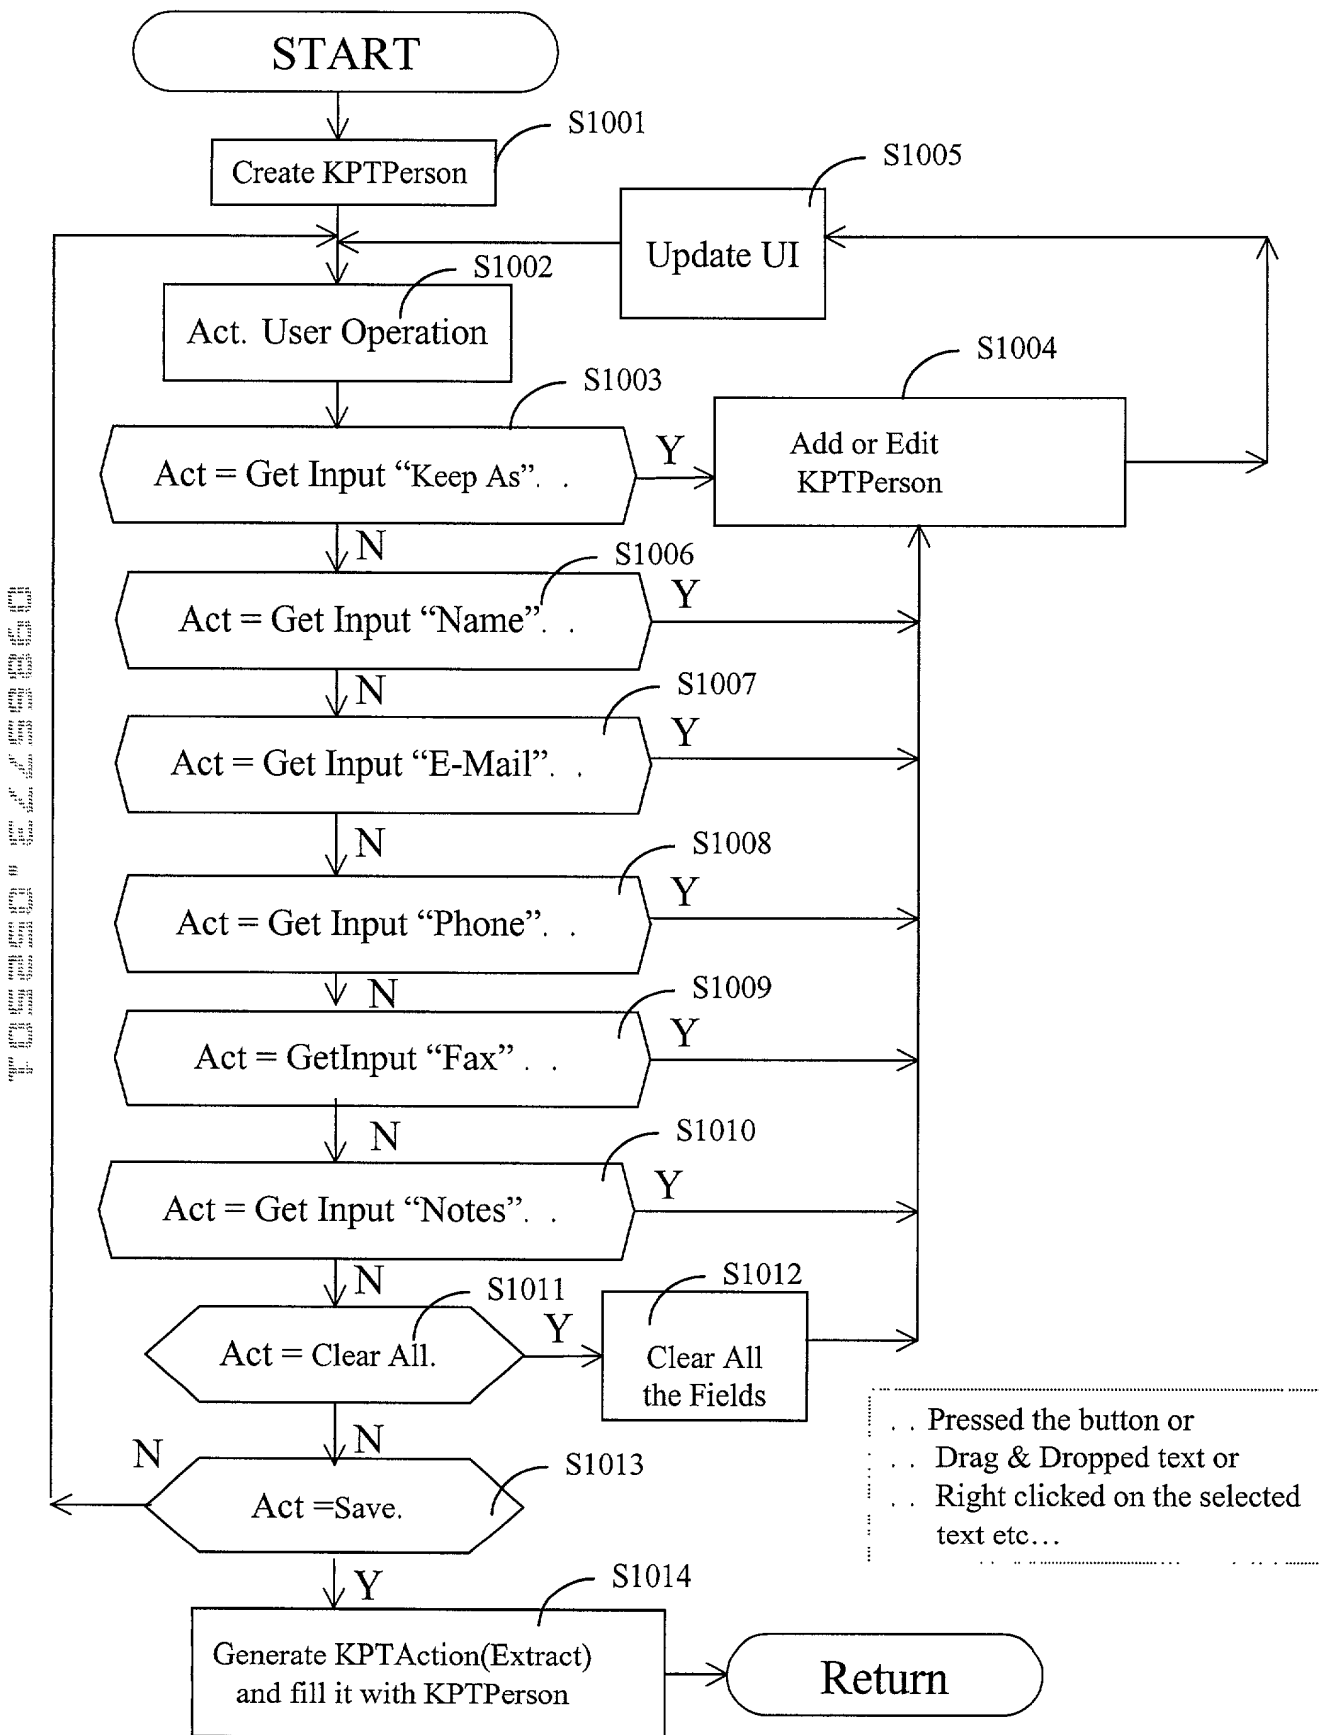 START
S1001
Create KPTPerson
S1005
Update UI
S1002
Act. User Operation
S1004
S1003
Add or Edit
KPTPerson
Act = Get Input “Keep As”. .
Y
N
S1006
Act = Get Input “Name”. .
Y
N
S1007
Act = Get Input “E-Mail”. .
Y
N
S1008
Act = Get Input “Phone”. .
Y
N
S1009
Act = GetInput “Fax” . .
Y
N
S1010
Act = Get Input “Notes”. .
Y
N
S1011
S1012
Act = Clear All.
Y
Clear All
the Fields
N
N
S1013
Act =Save.
. . Pressed the button or
. . Drag & Dropped text or
. . Right clicked on the selected
text etc...
Y
S1014
Generate KPTAction(Extract)
and fill it with KPTPerson
Return